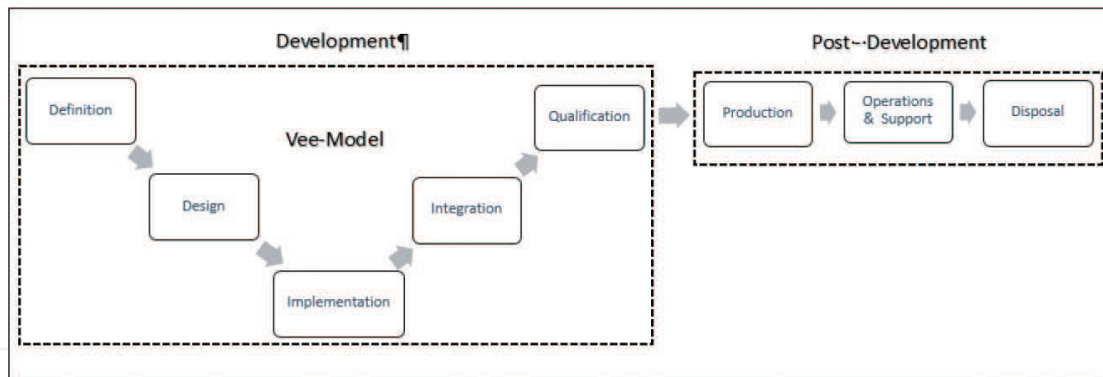 Development¶
Post-··Development
Definition
Vee-Model
Qualification
Production
Operations
& Support
Disposal
Design
Integration
Implementation